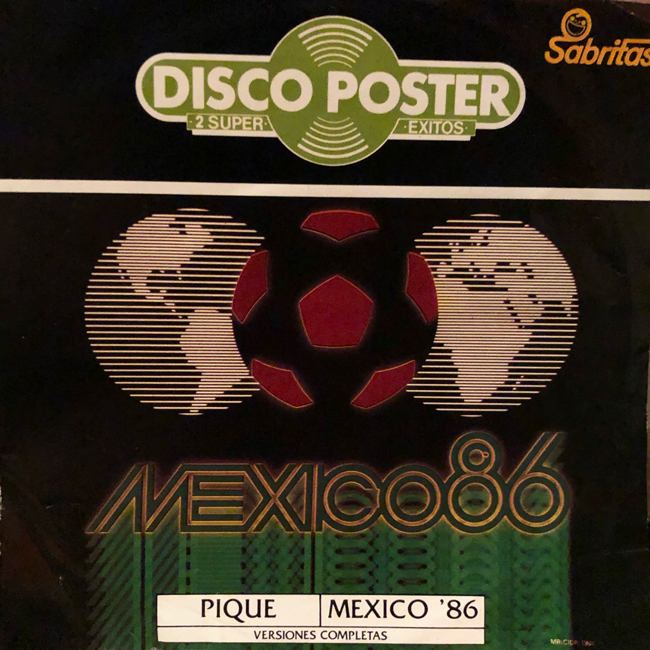 Sabritas
DISCO POSTER
·2 SUPER· ·EXITOS·
MEXICO86
PIQUE MEXICO '86
VERSIONES COMPLETAS